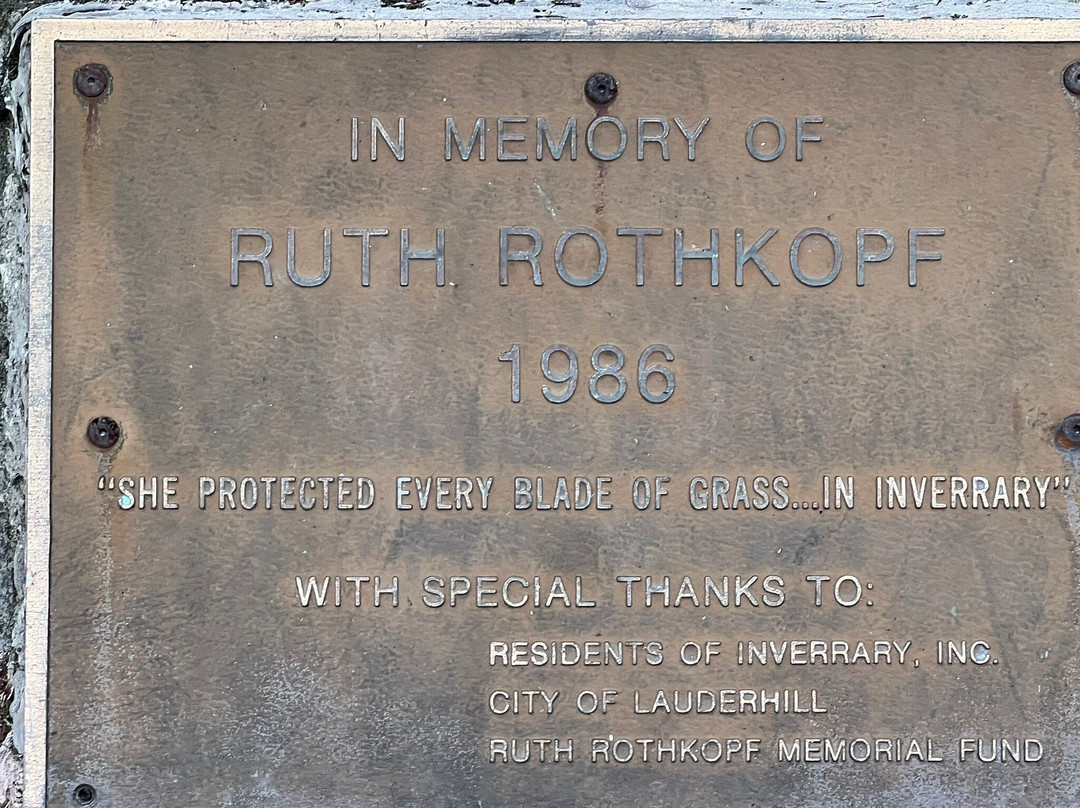 IN MEMORY OF
RUTH ROTHKOPF
1986
"SHE PROTECTED EVERY BLADE OF GRASS...IN INVERRARY"
WITH SPECIAL THANKS TO:
RESIDENTS OF INVERRARY, INC.
CITY OF LAUDERHILL
RUTH ROTHKOPF MEMORIAL FUND